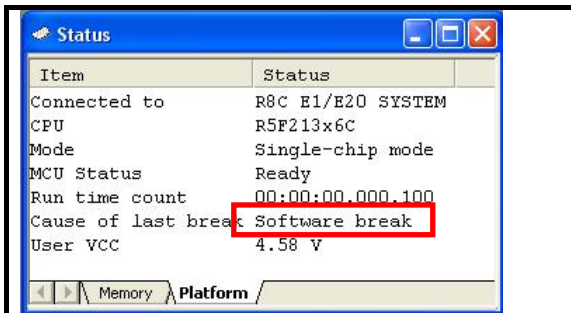 Status
Item Status
Connected to R8C E1/E20 SYSTEM
CPU R5F213x6C
Mode Single-chip mode
MCU Status Ready
Run time count 00:00:00.000.100
Cause of last break Software break
User VCC 4.58 V
Memory Platform